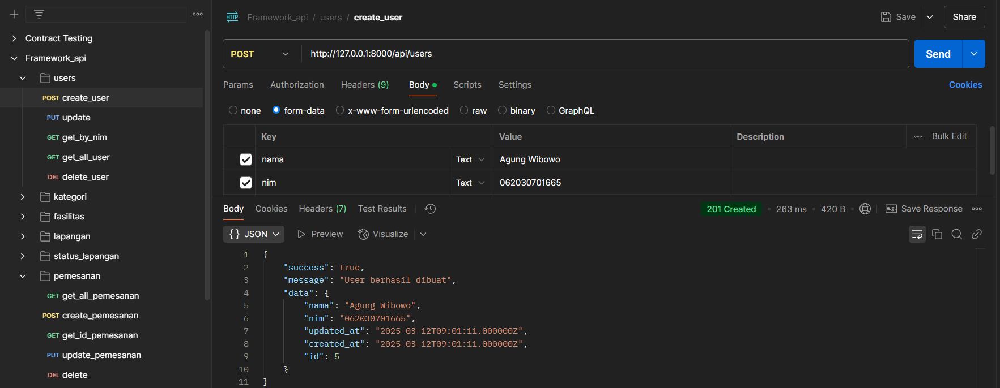 Contract Testing
Framework_api
users
POST create_user
PUT update
GET get_by_nim
GET get_all_user
DEL delete_user
kategori
fasilitas
lapangan
status_lapangan
pemesanan
GET get_all_pemesanan
POST create_pemesanan
GET get_id_pemesanan
PUT update_pemesanan
DEL delete
HTTP Framework_api / users / create_user
Save
Share
POST http://127.0.0.1:8000/api/users
Send
Params Authorization Headers (9) Body Scripts Settings Cookies
none form-data x-www-form-urlencoded raw binary GraphQL
Key Value Description Bulk Edit
nama Text Agung Wibowo
nim Text 062030701665
Body Cookies Headers (7) Test Results 201 Created 263 ms 420 B e.g. Save Response
{} JSON Preview Visualize
1 {
2 "success": true,
3 "message": "User berhasil dibuat",
4 "data": {
5 "nama": "Agung Wibowo",
6 "nim": "062030701665",
7 "updated_at": "2025-03-12T09:01:11.000000Z",
8 "created_at": "2025-03-12T09:01:11.000000Z",
9 "id": 5
10 }
11 }